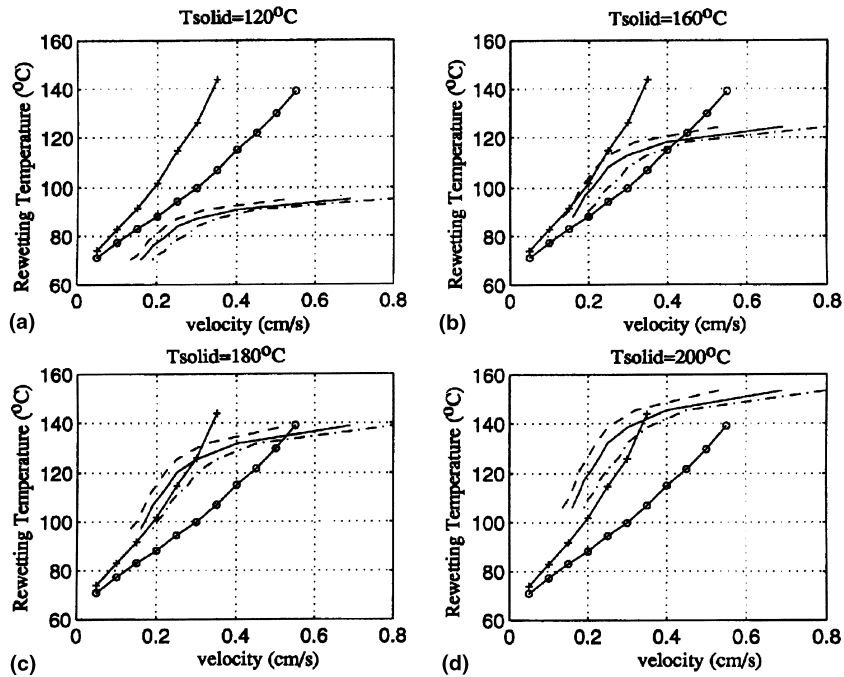 Tsolid=120°C
160
140
120
100
80
60
Rewetting Temperature (°C)
0
0.2
0.4
0.6
0.8
velocity (cm/s)
(a)
Tsolid=160°C
160
140
120
100
80
60
Rewetting Temperature (°C)
0
0.2
0.4
0.6
0.8
velocity (cm/s)
(b)
Tsolid=180°C
160
140
120
100
80
60
Rewetting Temperature (°C)
0
0.2
0.4
0.6
0.8
velocity (cm/s)
(c)
Tsolid=200°C
160
140
120
100
80
60
Rewetting Temperature (°C)
0
0.2
0.4
0.6
0.8
velocity (cm/s)
(d)